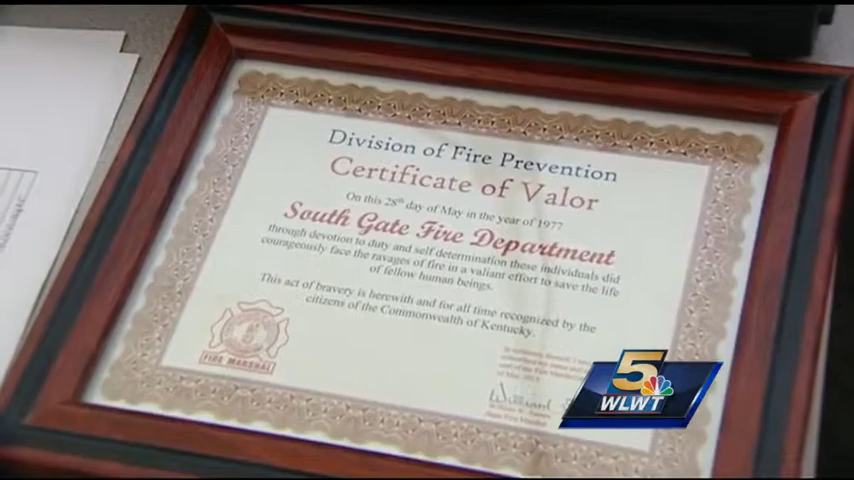 Division of Fire Prevention
Certificate of Valor
On this 28th day of May in the year of 1977
South Gate Fire Department
through devotion to duty and self determination these individuals did
courageously face the ravages of fire in a valiant effort to save the life
of fellow human beings.
This act of bravery is herewith and for all time recognized by the
citizens of the Commonwealth of Kentucky.
FIRE MARSHAL
5
WLWT